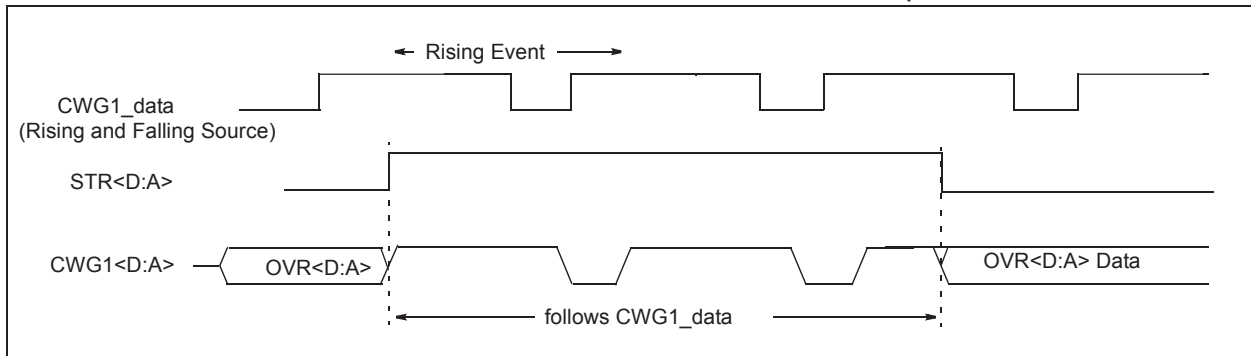 Rising Event
CWG1_data
(Rising and Falling Source)
STR<D:A>
CWG1<D:A>
OVR<D:A>
OVR<D:A> Data
follows CWG1_data